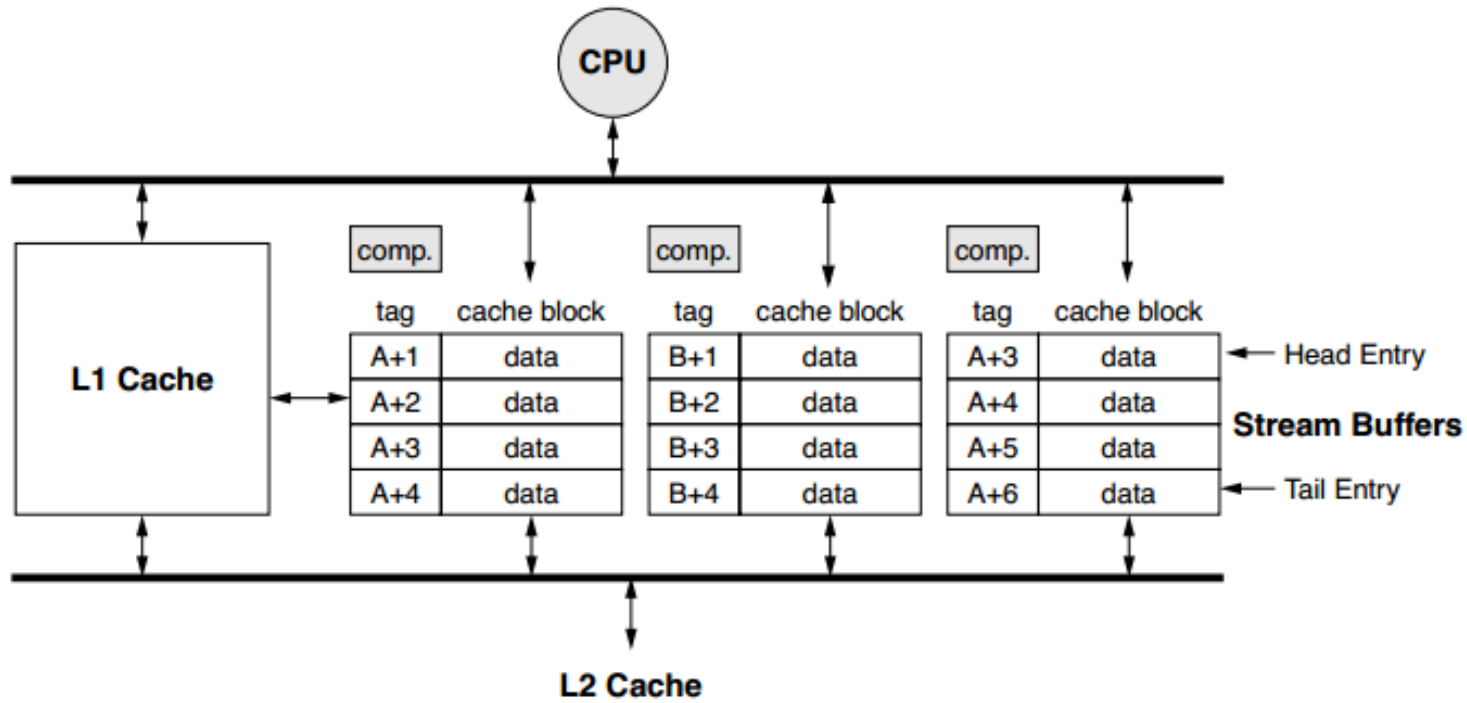 CPU
comp. comp. comp.
tag cache block tag cache block tag cache block
A+1 data B+1 data A+3 data Head Entry
L1 Cache
A+2 data B+2 data A+4 data
Stream Buffers
A+3 data B+3 data A+5 data
A+4 data B+4 data A+6 data Tail Entry
L2 Cache